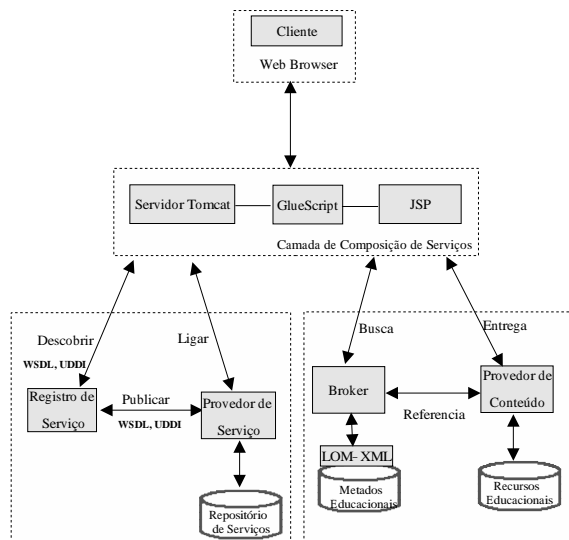 Cliente
Web Browser
Servidor Tomcat
GlueScript
JSP
Camada de Composição de Serviços
Descobrir
WSDL, UDDI
Ligar
Busca
Entrega
Registro de
Serviço
Publicar
WSDL, UDDI
Provedor de
Serviço
Broker
Referencia
Provedor de
Conteúdo
LOM- XML
Repositório
de Serviços
Metados
Educacionais
Recursos
Educacionais